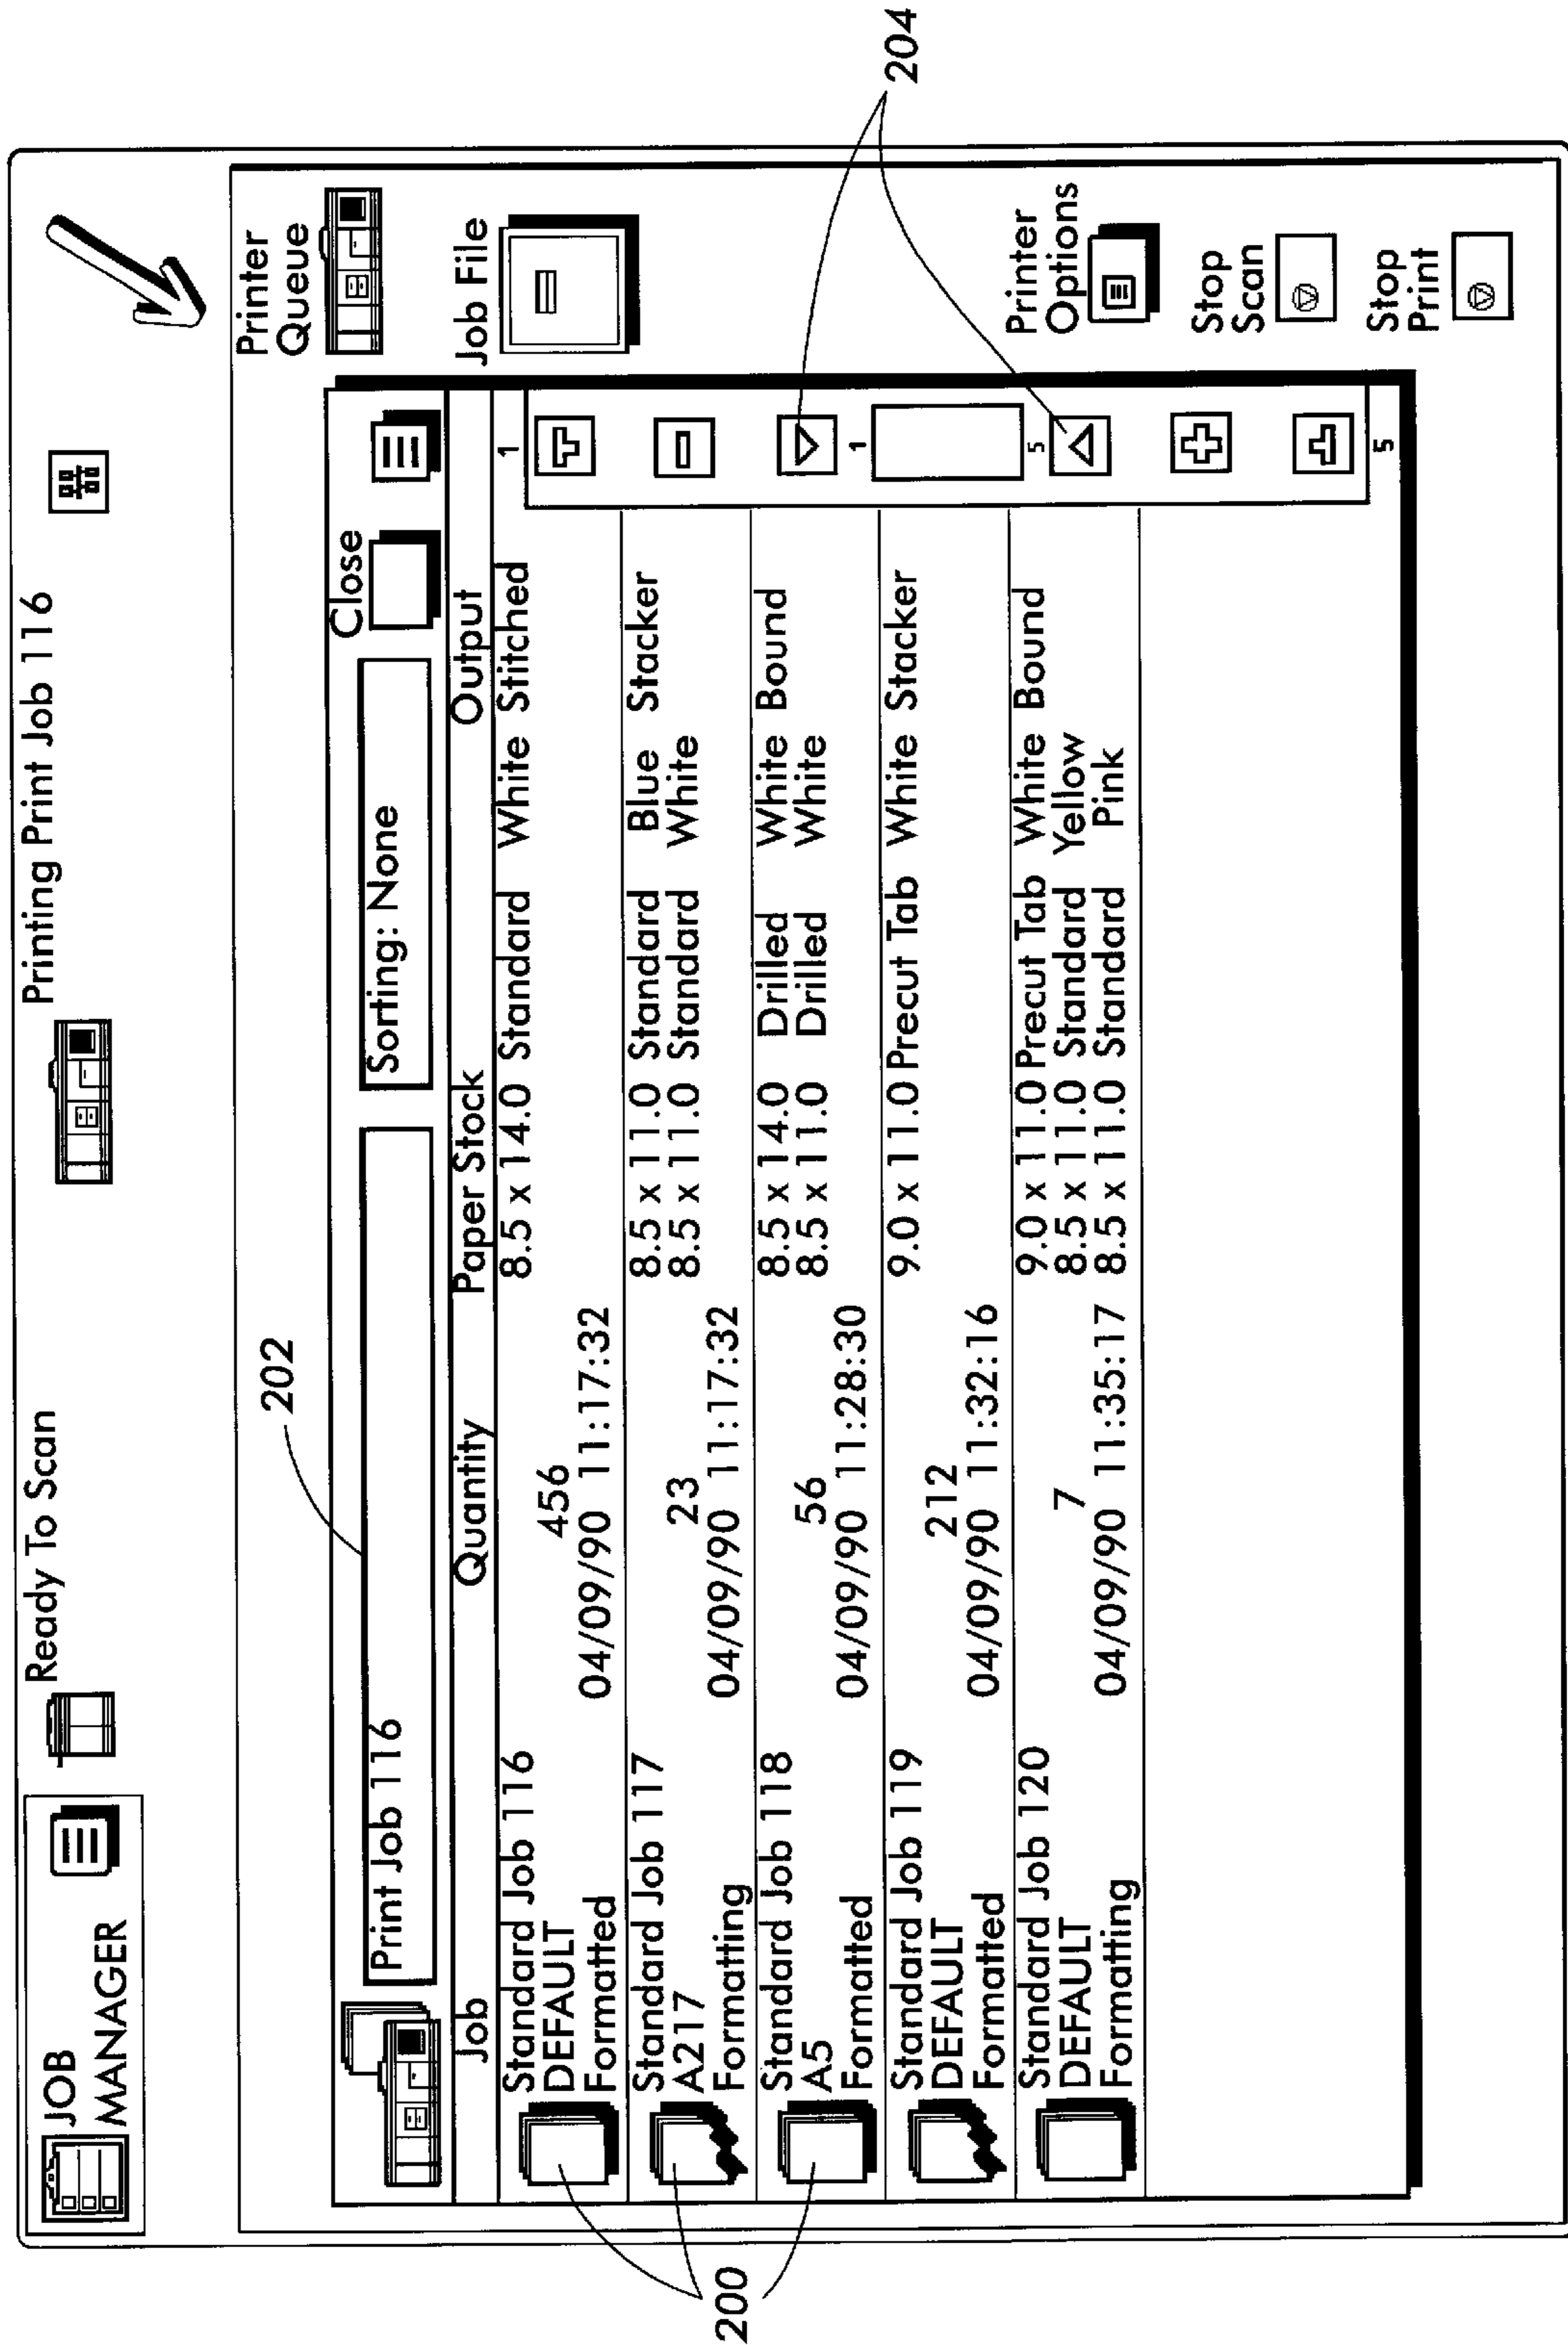 JOB
MANAGER
Ready To Scan
Printing Print Job 116
202
Print Job 116
Sorting: None
Close
Job Quantity Paper Stock Output
Standard Job 116 8.5 x 14.0 Standard White Stitched
DEFAULT 456
Formatted 04/09/90 11:17:32
Standard Job 117 8.5 x 11.0 Standard Blue Stacker
A217 23 8.5 x 11.0 Standard White
Formatting 04/09/90 11:17:32
Standard Job 118 8.5 x 14.0 Drilled White Bound
A5 56 8.5 x 11.0 Drilled White
Formatted 04/09/90 11:28:30
Standard Job 119 9.0 x 11.0 Precut Tab White Stacker
DEFAULT 212
Formatted 04/09/90 11:32:16
Standard Job 120 9.0 x 11.0 Precut Tab White Bound
DEFAULT 7 8.5 x 11.0 Standard Yellow
Formatting 04/09/90 11:35:17 8.5 x 11.0 Standard Pink
1
1
5
5
Printer
Queue
Job File
Printer
Options
Stop
Scan
Stop
Print
200
204